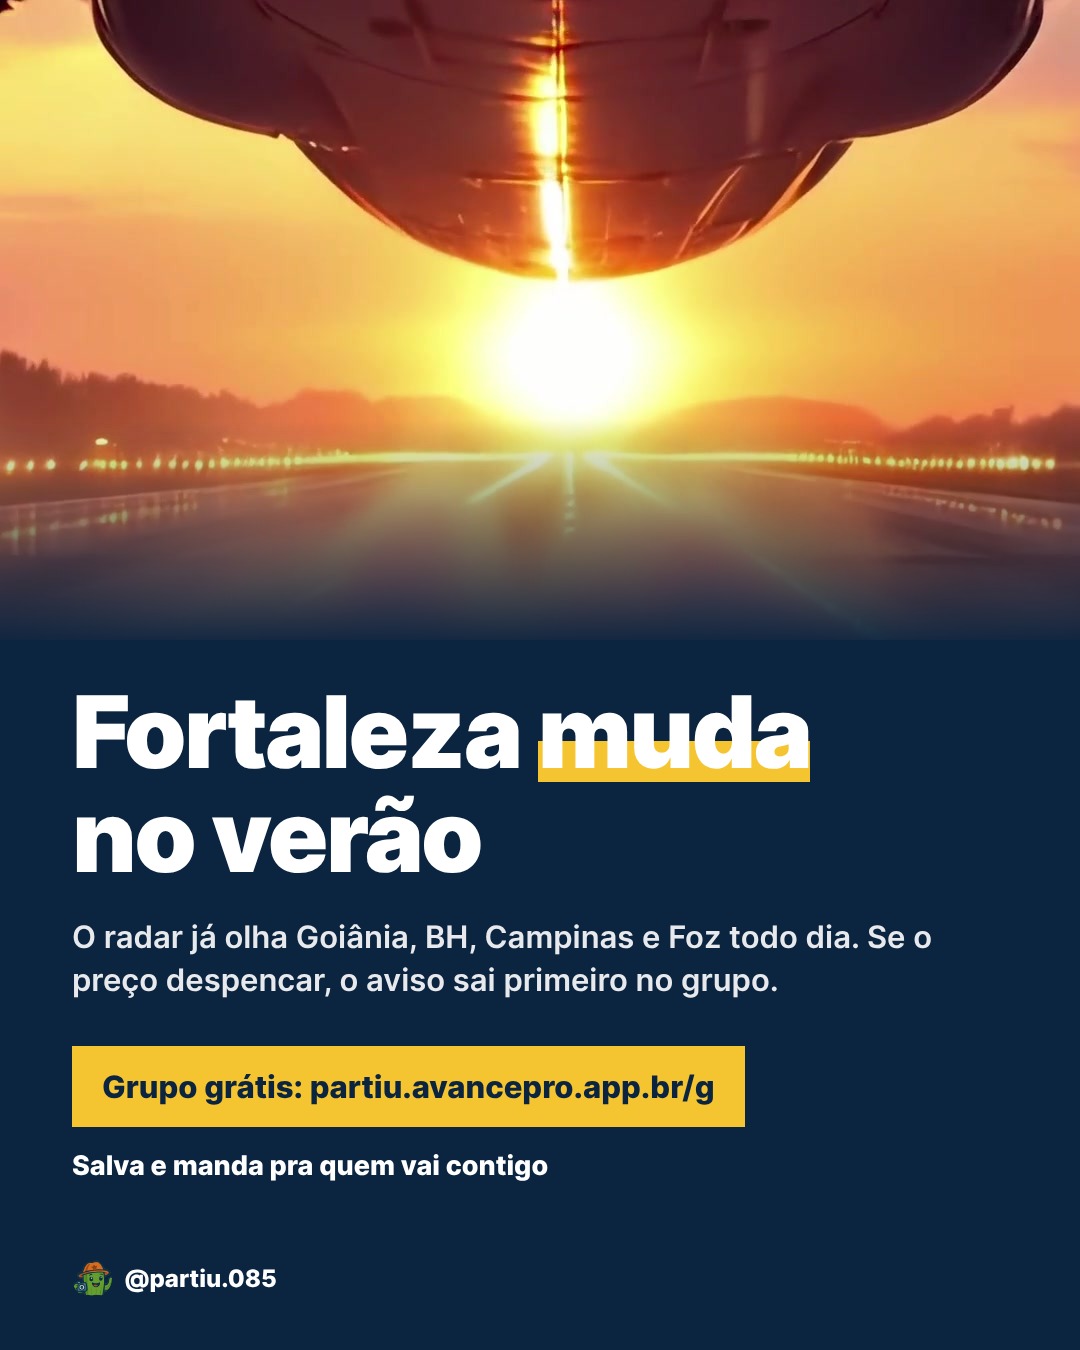 Fortaleza muda
no verão
O radar já olha Goiânia, BH, Campinas e Foz todo dia. Se o
preço despencar, o aviso sai primeiro no grupo.
Grupo grátis: partiu.avancepro.app.br/g
Salva e manda pra quem vai contigo
@partiu.085